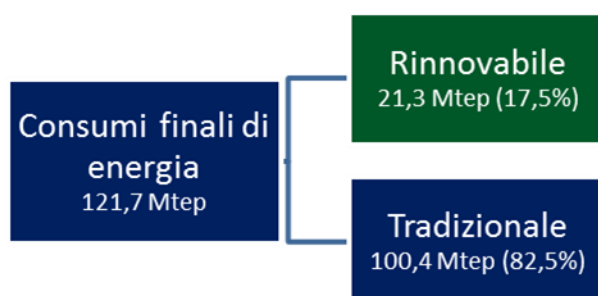 Consumi finali di
energia
121,7 Mtep
Rinnovabile
21,3 Mtep (17,5%)
Tradizionale
100,4 Mtep (82,5%)